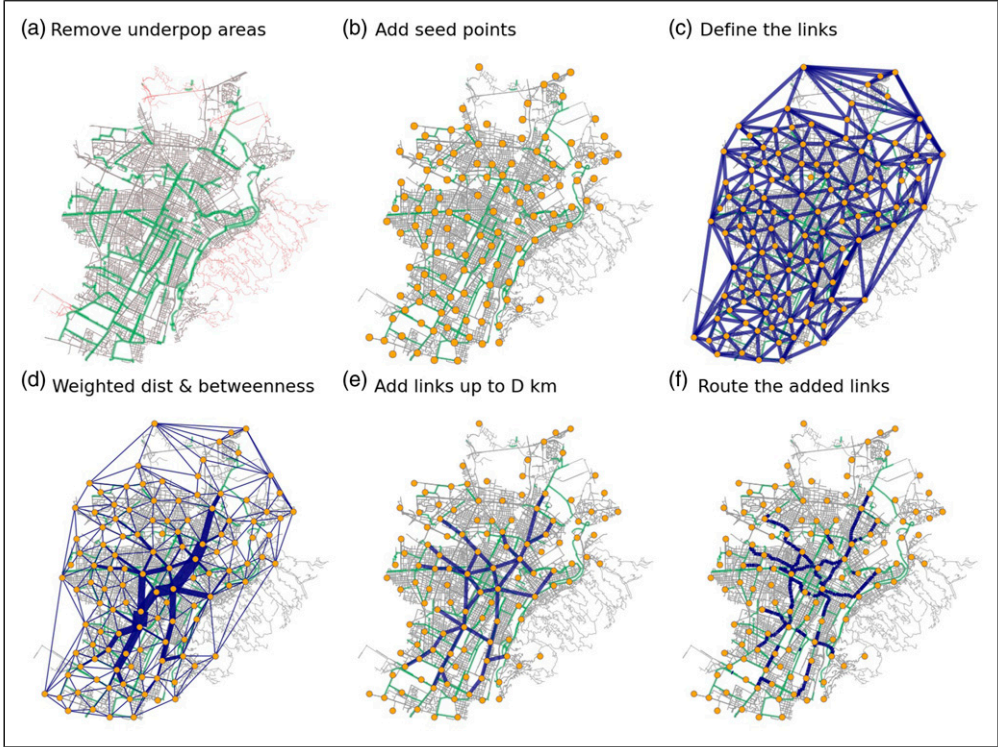 (a) Remove underpop areas
(b) Add seed points
(c) Define the links
(d) Weighted dist & betweenness
(e) Add links up to D km
(f) Route the added links